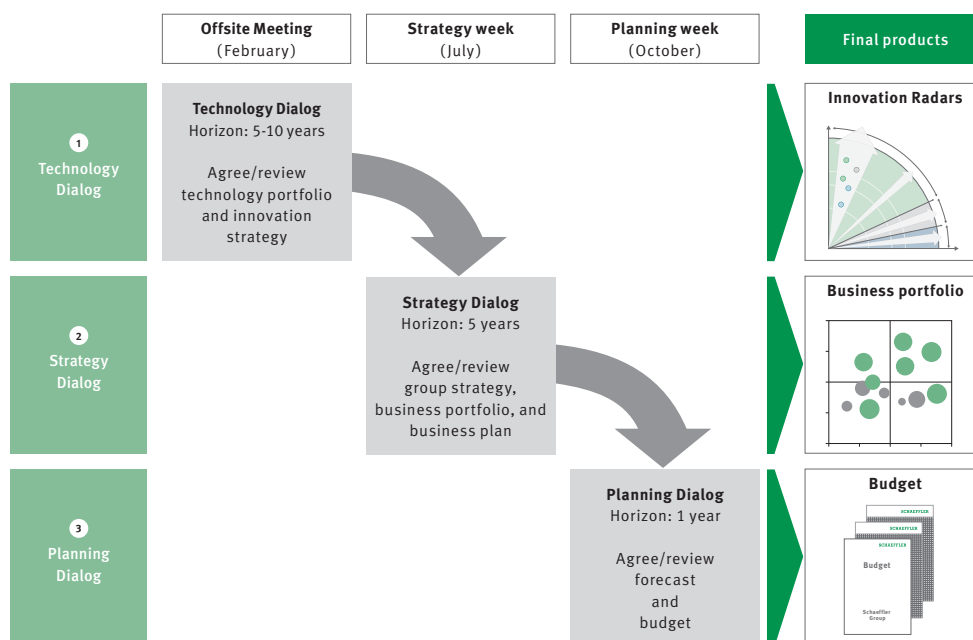 Offsite Meeting
(February)
Strategy week
(July)
Planning week
(October)
Final products
1
Technology
Dialog
Technology Dialog
Horizon: 5-10 years
Agree/review
technology portfolio
and innovation
strategy
Innovation Radars
2
Strategy
Dialog
Strategy Dialog
Horizon: 5 years
Agree/review
group strategy,
business portfolio, and
business plan
Business portfolio
3
Planning
Dialog
Planning Dialog
Horizon: 1 year
Agree/review
forecast
and
budget
Budget
SCHAEFFLER
SCHAEFFLER
SCHAEFFLER
Budget
Schaeffler
Group